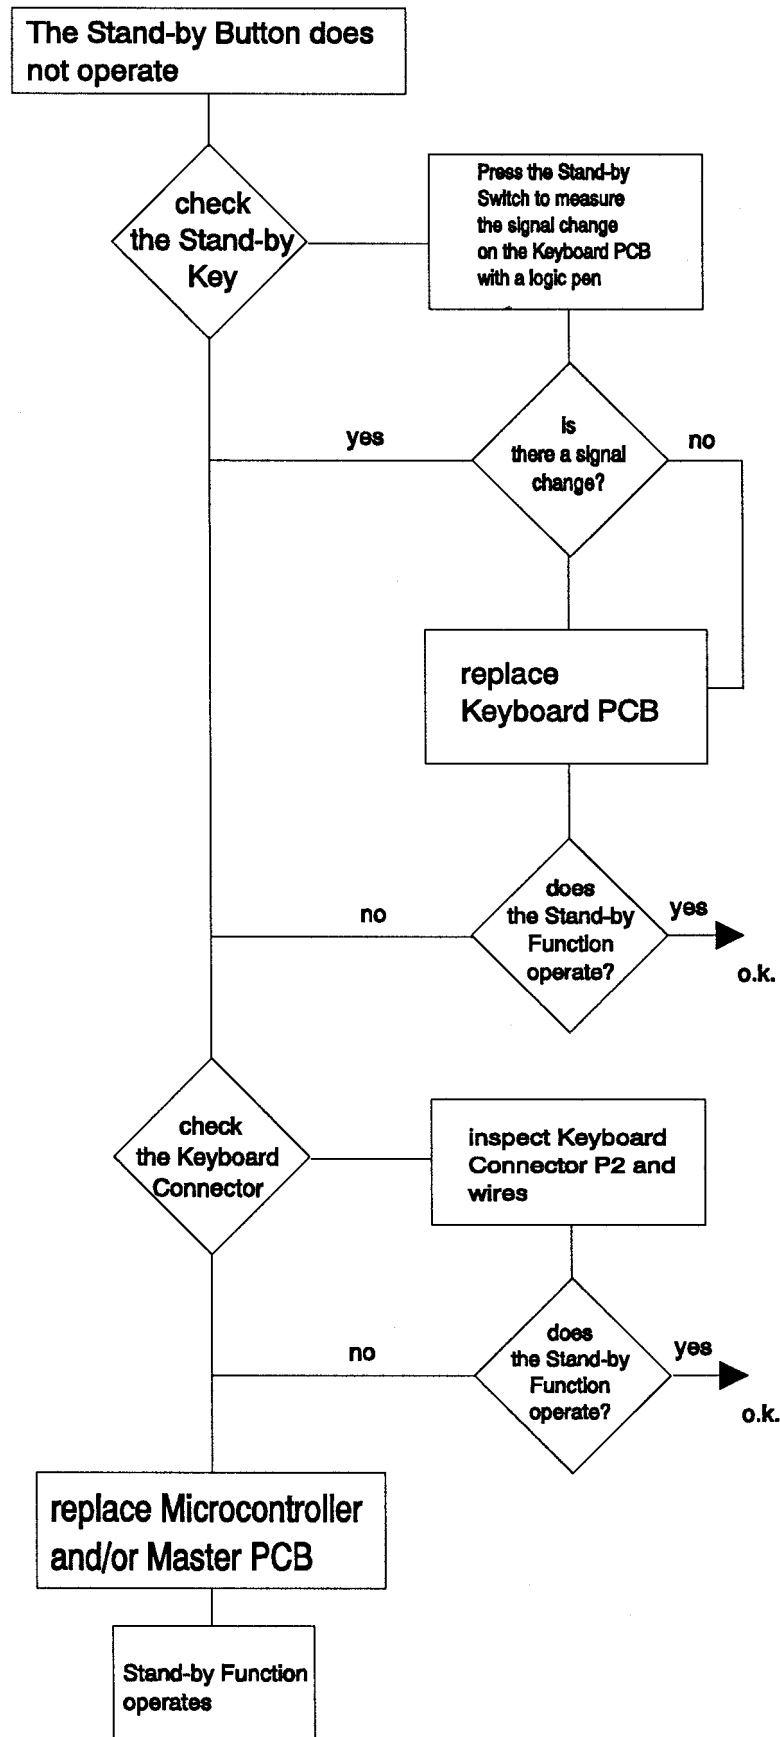 The Stand-by Button does
not operate
check
the Stand-by
Key
Press the Stand-by
Switch to measure
the signal change
on the Keyboard PCB
with a logic pen
is
there a signal
change?
yes
no
replace
Keyboard PCB
does
the Stand-by
Function
operate?
no
yes
o.k.
check
the Keyboard
Connector
inspect Keyboard
Connector P2 and
wires
does
the Stand-by
Function
operate?
no
yes
o.k.
replace Microcontroller
and/or Master PCB
Stand-by Function
operates